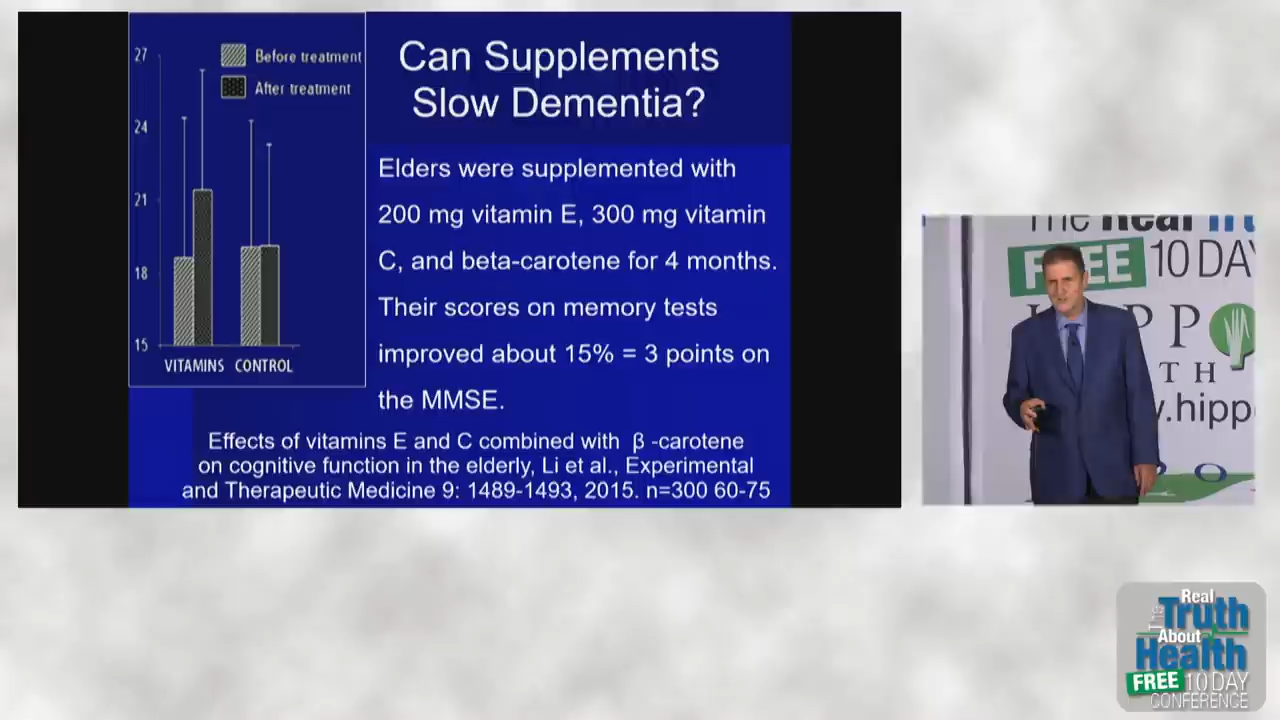 27
24
21
18
15
Before treatment
After treatment
VITAMINS CONTROL
Can Supplements
Slow Dementia?
Elders were supplemented with
200 mg vitamin E, 300 mg vitamin
C, and beta-carotene for 4 months.
Their scores on memory tests
improved about 15% = 3 points on
the MMSE.
Effects of vitamins E and C combined with β -carotene
on cognitive function in the elderly, Li et al., Experimental
and Therapeutic Medicine 9: 1489-1493, 2015. n=300 60-75
The Real
FREE 10 DAY
The
Real
Truth
About
Health
FREE 10 DAY
CONFERENCE